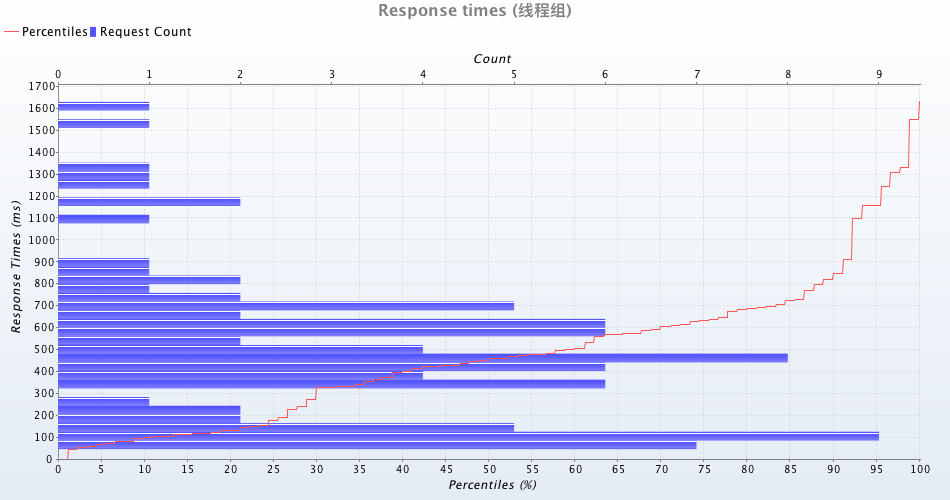 Response times (线程组)
Percentiles Request Count
Count
0 1 2 3 4 5 6 7 8 9
1700
1600
1500
1400
1300
1200
1100
1000
900
800
700
600
500
400
300
200
100
0
Response Times (ms)
0 5 10 15 20 25 30 35 40 45 50 55 60 65 70 75 80 85 90 95 100
Percentiles (%)